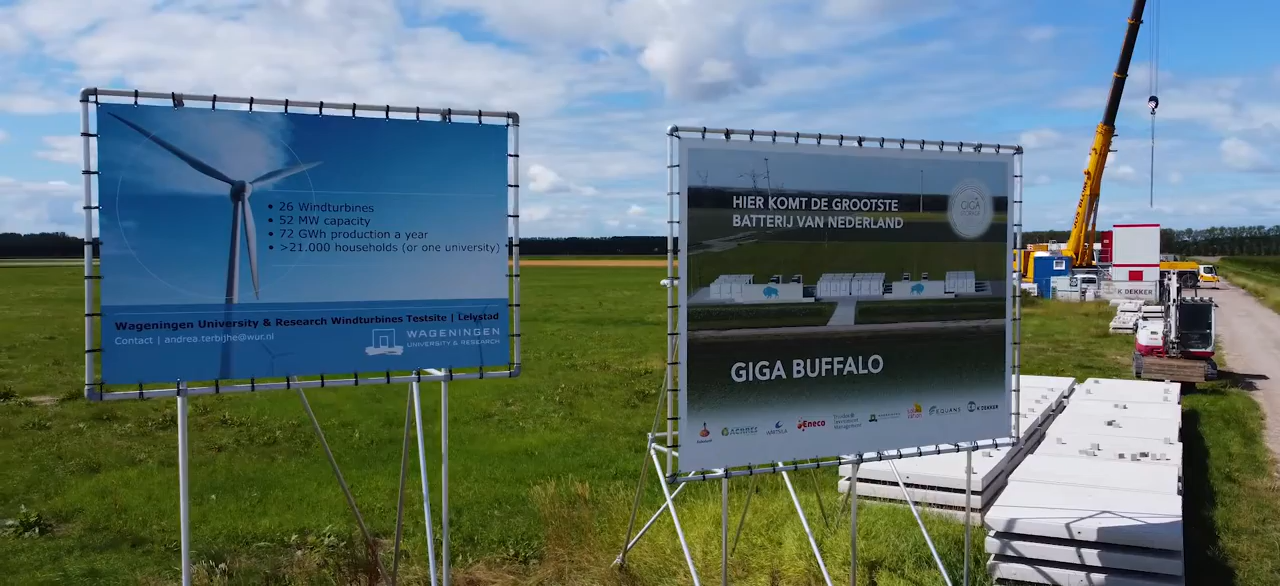 • 26 Windturbines
• 52 MW capacity
• 72 GWh production a year
• >21.000 households (or one university)
Wageningen University & Research Windturbines Testsite | Lelystad
Contact | andrea.terbijhe@wur.nl
WAGENINGEN
UNIVERSITY & RESEARCH
HIER KOMT DE GROOTSTE
BATTERIJ VAN NEDERLAND
GIGA
GIGA BUFFALO
WÄRTSILÄ
Eneco
EQUANS
K. DEKKER
K DEKKER